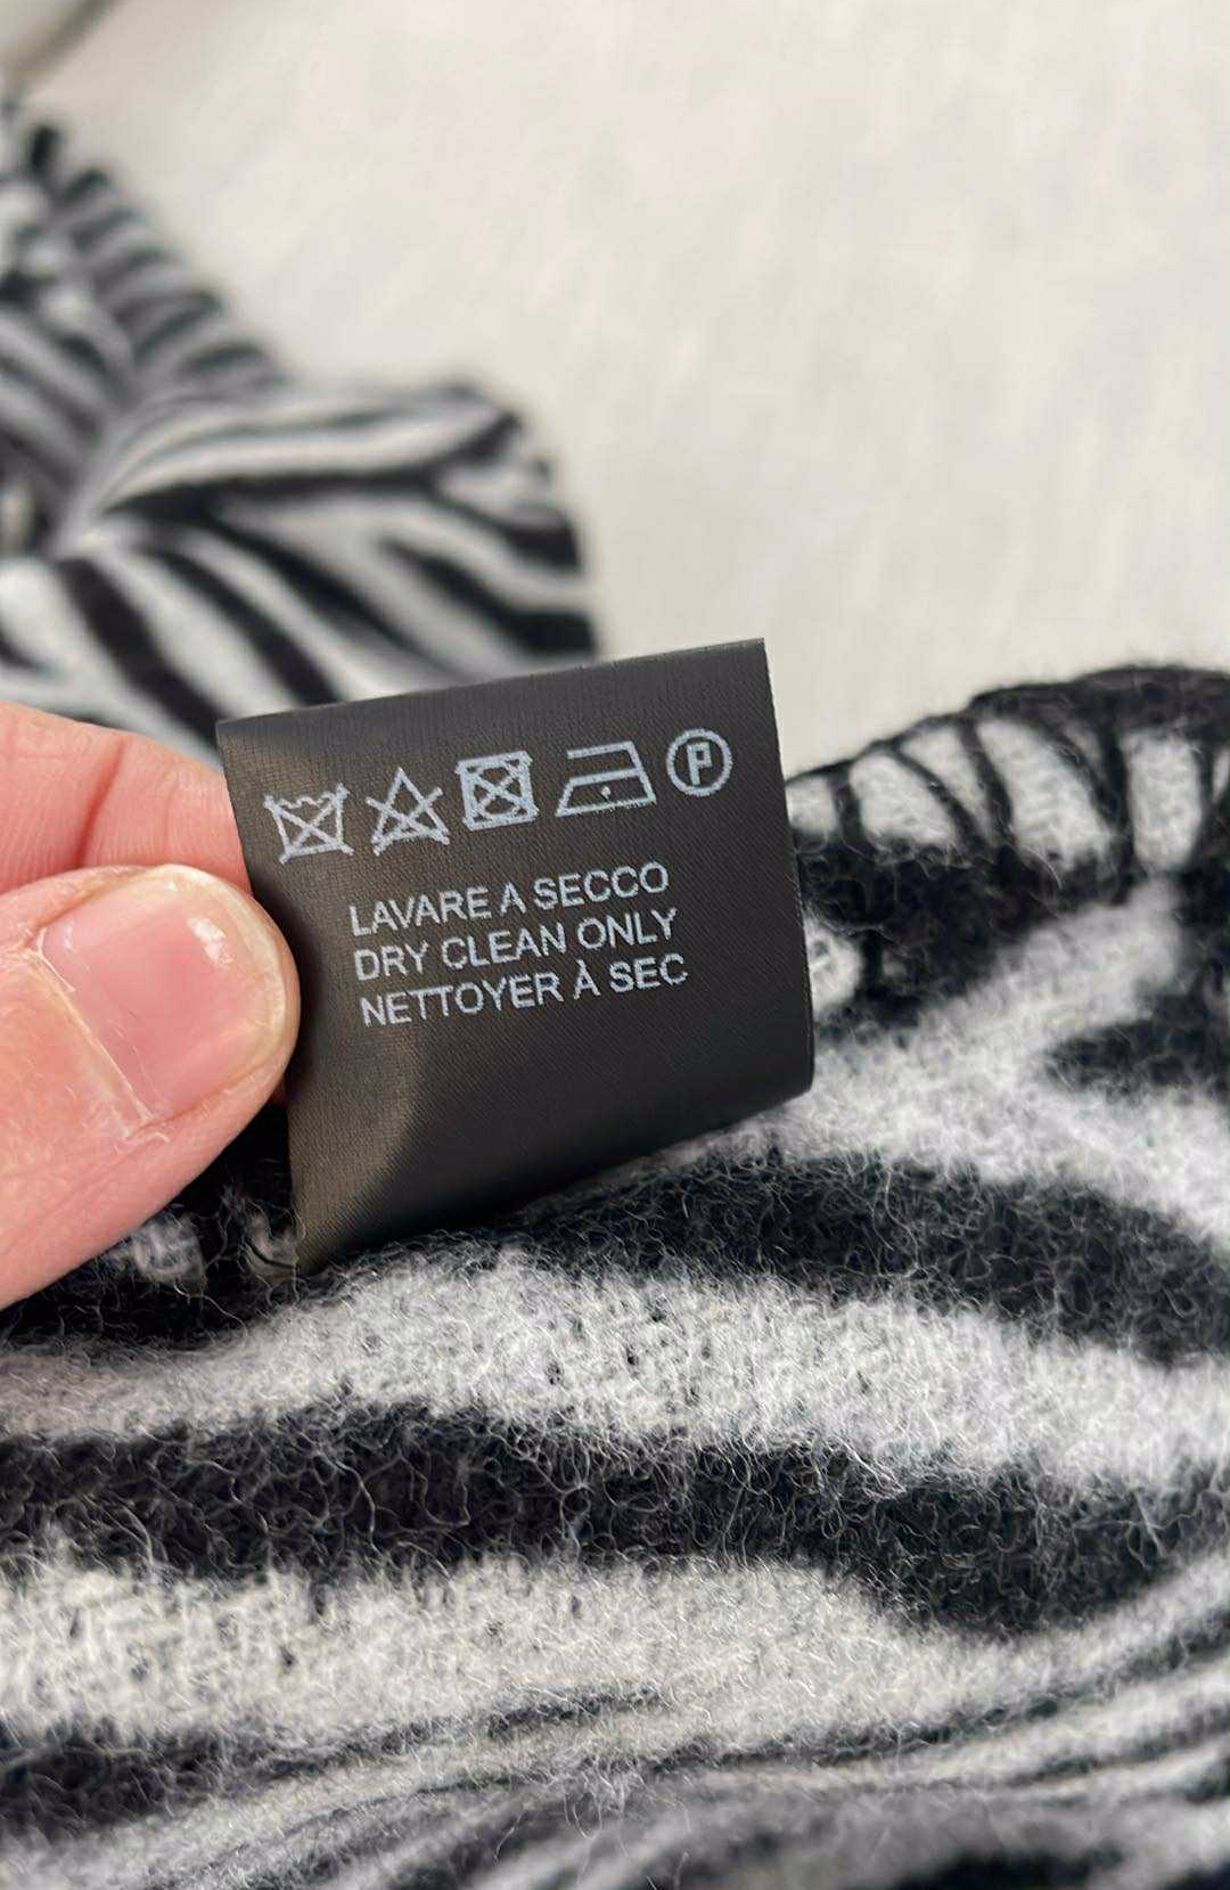 P
LAVARE A SECCO
DRY CLEAN ONLY
NETTOYER À SEC